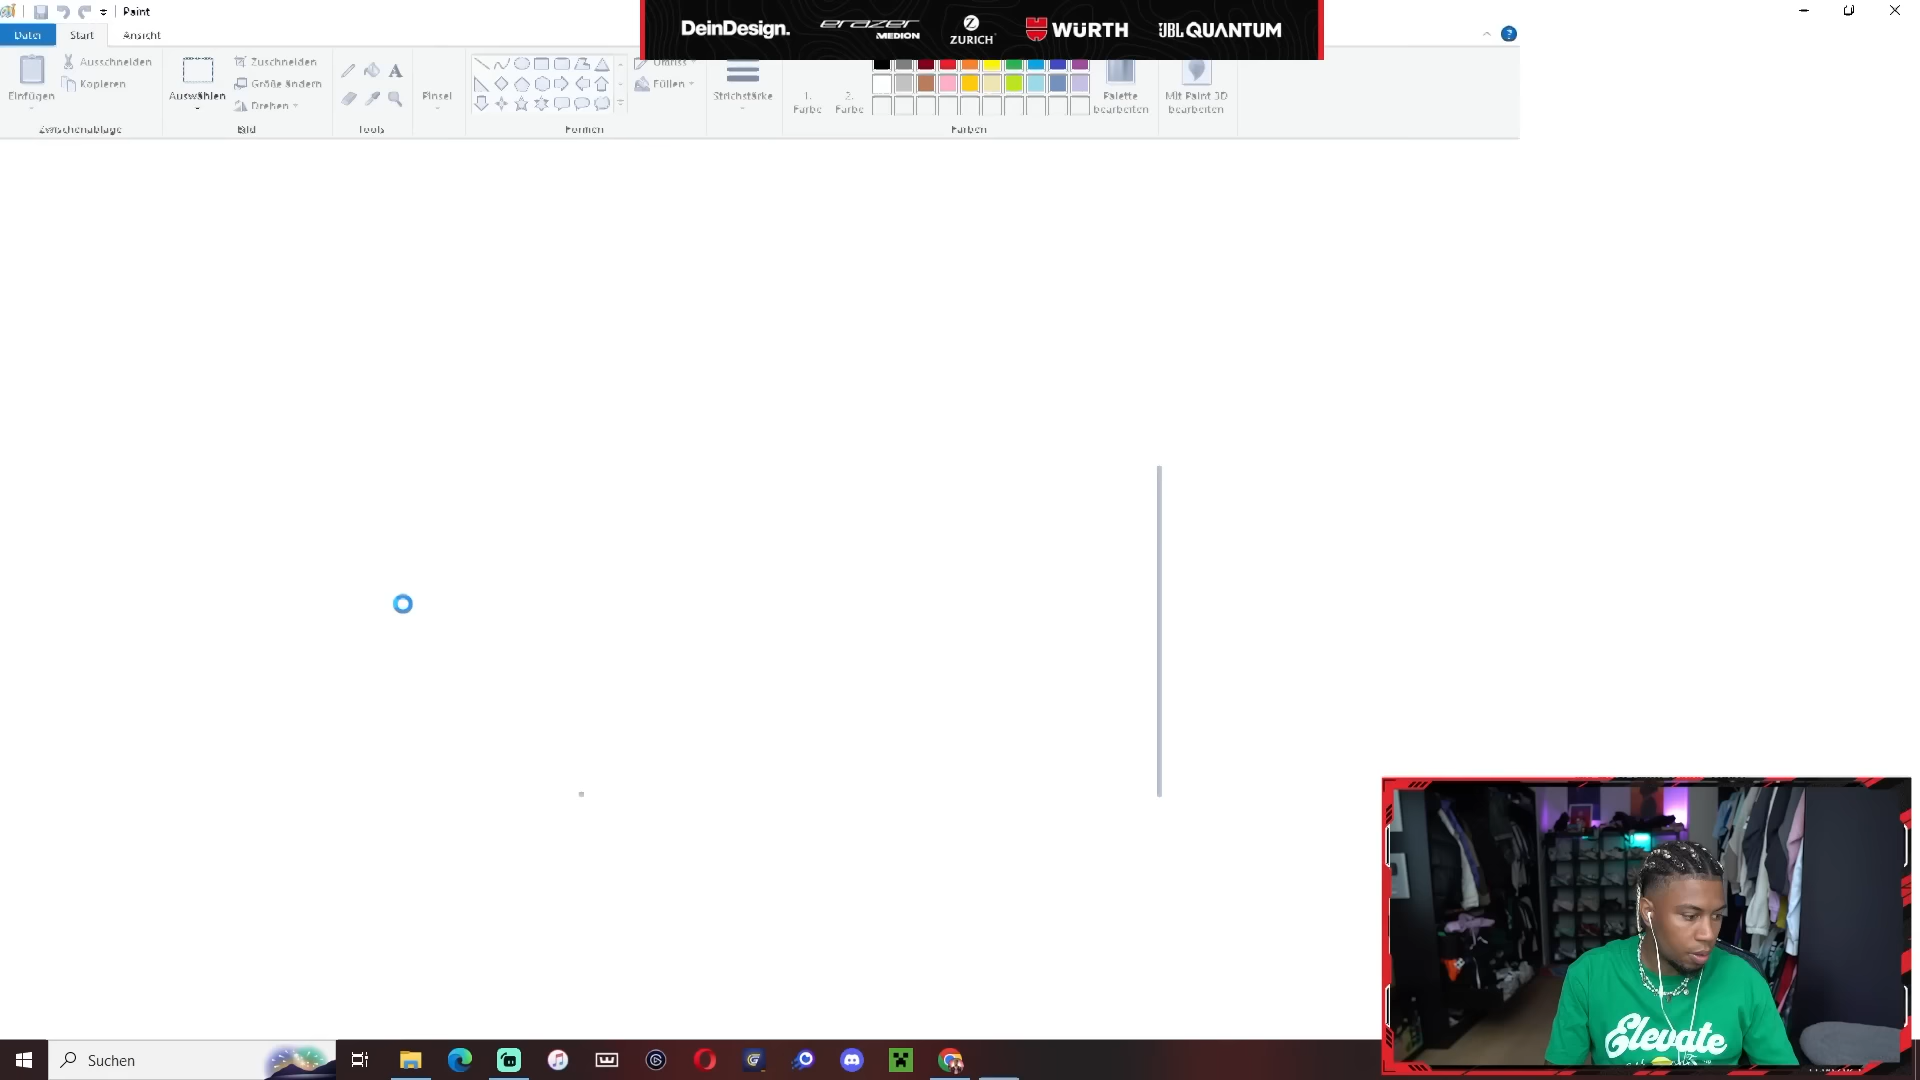 Paint
Datei Start Ansicht
DeinDesign. erazer MEDION ZURICH WÜRTH JBL QUANTUM
Einfügen
Ausschneiden
Kopieren
Zwischenablage
Auswählen
Zuschneiden
Größe ändern
Drehen
Bild
A
Tools
Pinsel
Formen
Umriss
Füllen
Strichstärke
1. Farbe
2. Farbe
Farben
Palette bearbeiten
Mit Paint 3D bearbeiten
Suchen
Elevate